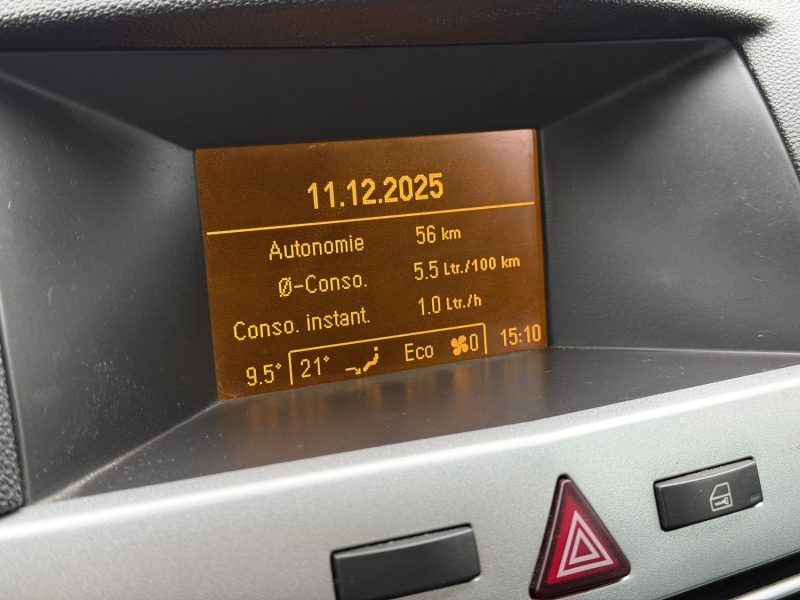 11.12.2025
Autonomie 56 km
Ø-Conso. 5.5 Ltr./100 km
Conso. instant. 1.0 Ltr./h
9.5° 21° Eco 0 15:10